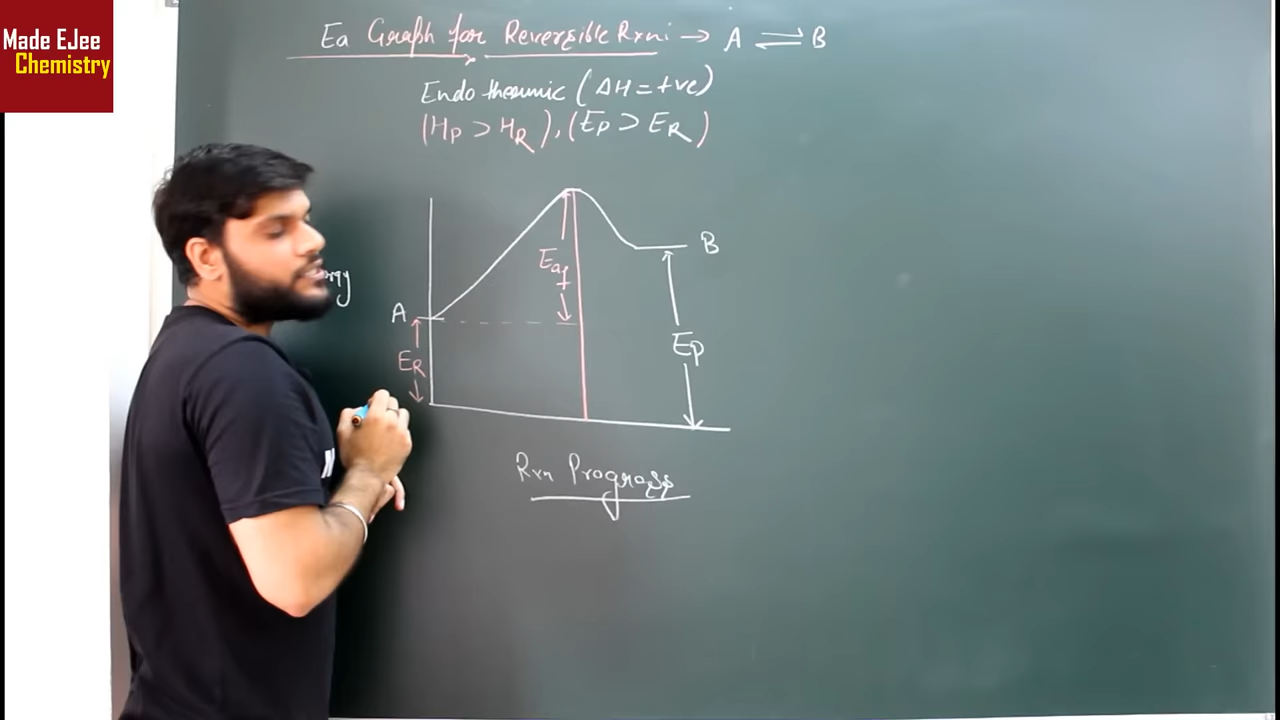 Made EJee
Chemistry
Ea Graph for Reversible Rxn: → A ⇌ B
Endothermic (ΔH = +ve)
(HP > HR), (EP > ER)
B
Eaf
A
EP
ER
Rxn Progress